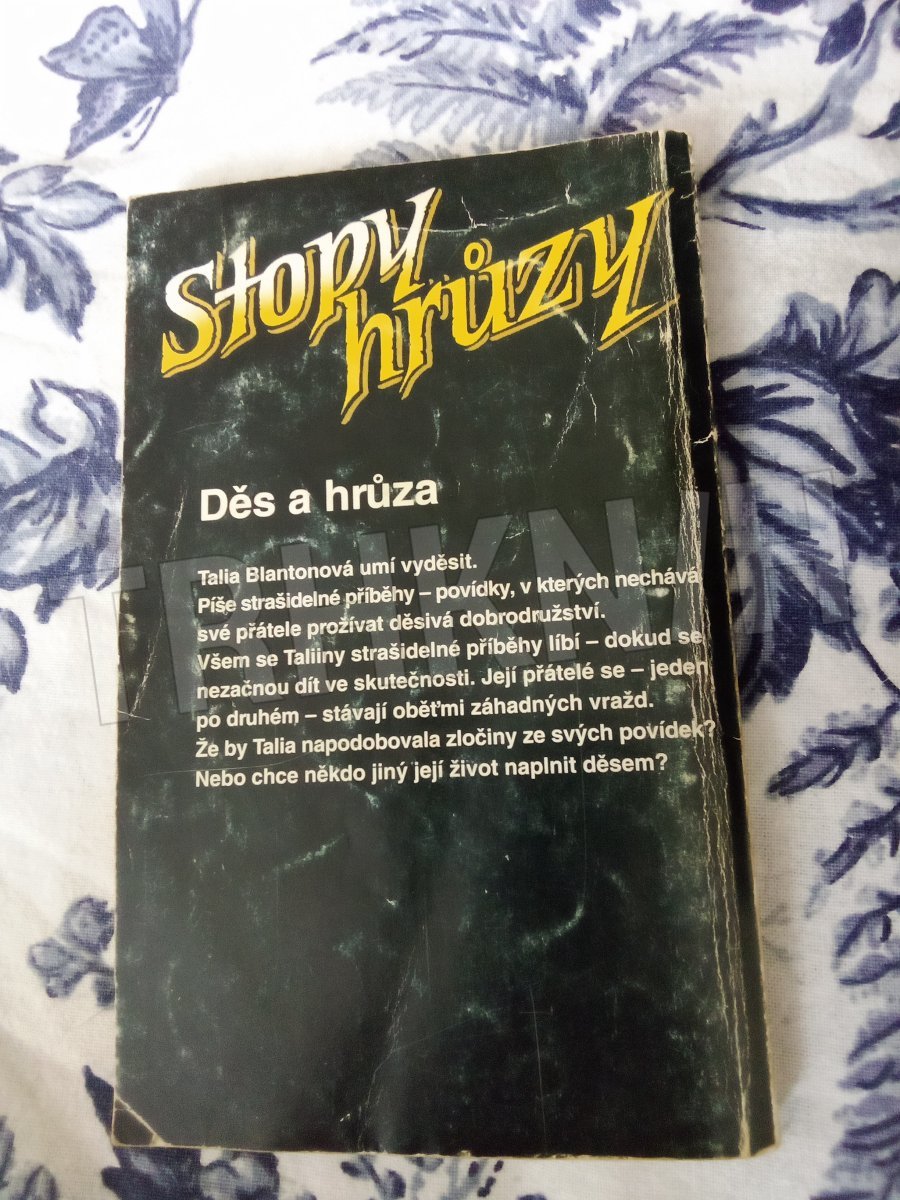 Stopy
hrůzy
Děs a hrůza
Talia Blantonová umí vyděsit.
Píše strašidelné příběhy – povídky, v kterých nechává
své přátele prožívat děsivá dobrodružství.
Všem se Taliiny strašidelné příběhy líbí – dokud se
nezačnou dít ve skutečnosti. Její přátelé se – jeden
po druhém – stávají oběťmi záhadných vražd.
Že by Talia napodobovala zločiny ze svých povídek?
Nebo chce někdo jiný její život naplnit děsem?